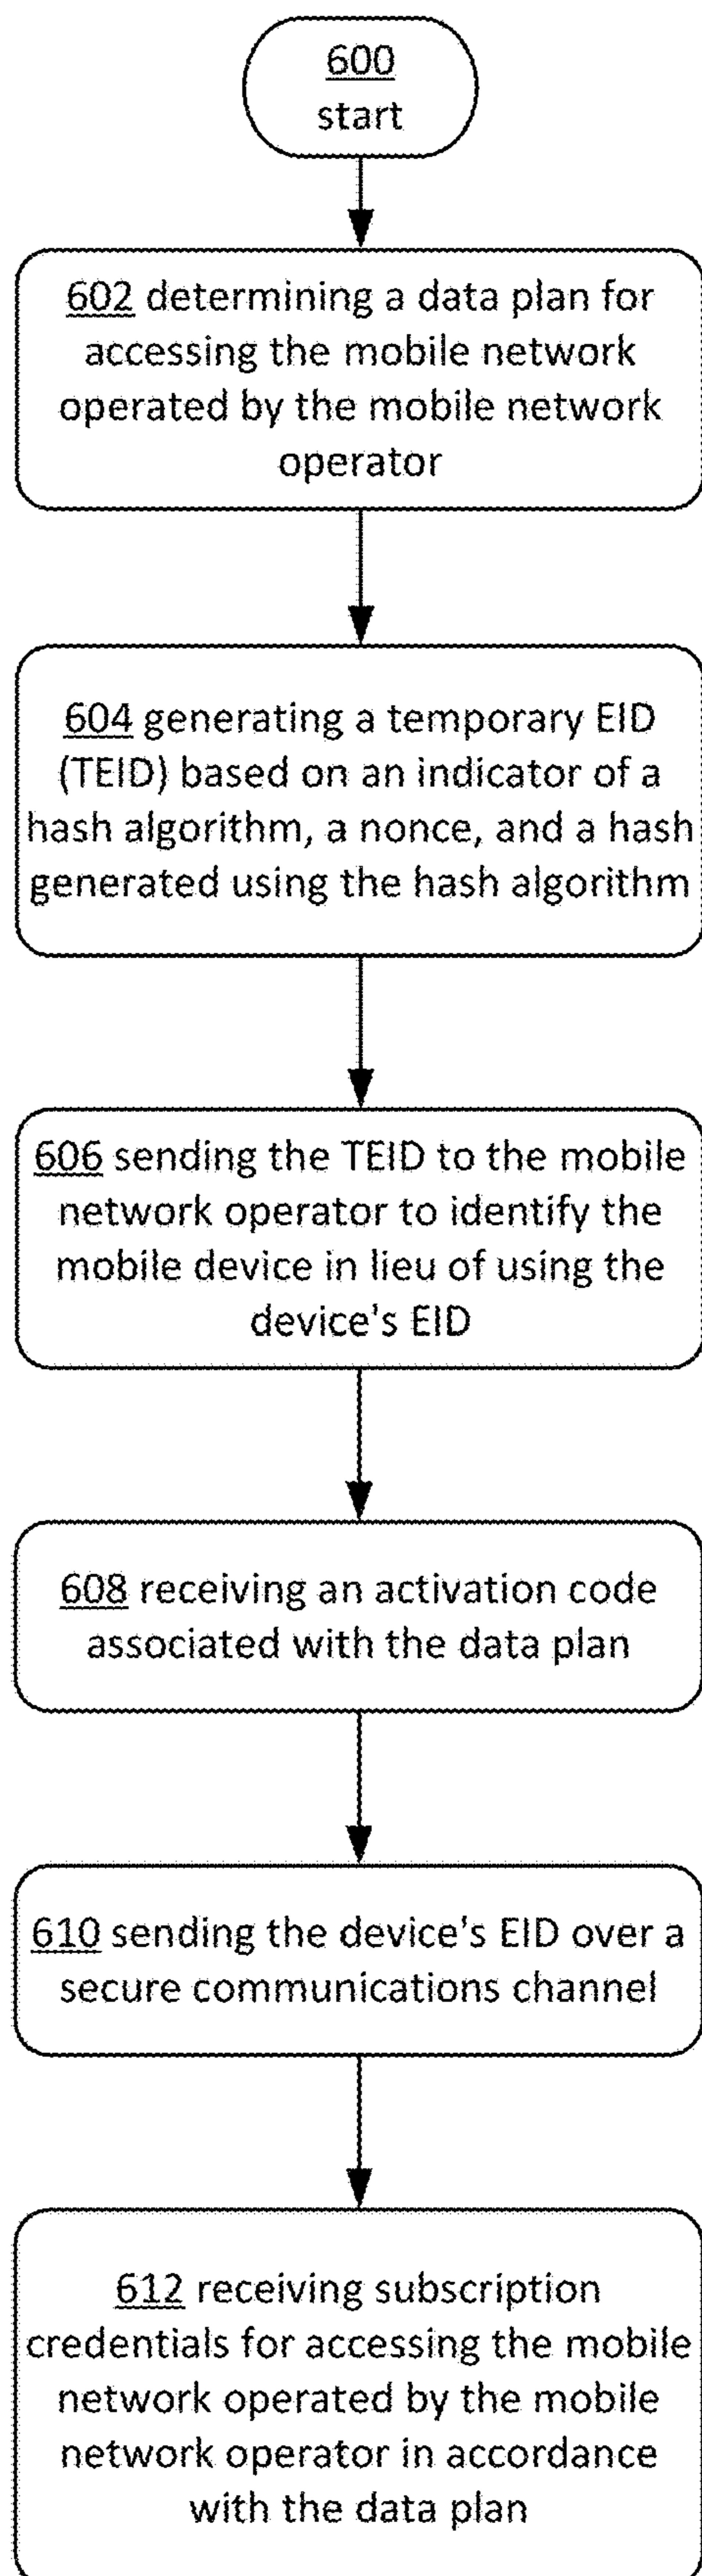 600
start
602 determining a data plan for
accessing the mobile network
operated by the mobile network
operator
604 generating a temporary EID
(TEID) based on an indicator of a
hash algorithm, a nonce, and a hash
generated using the hash algorithm
606 sending the TEID to the mobile
network operator to identify the
mobile device in lieu of using the
device's EID
608 receiving an activation code
associated with the data plan
610 sending the device's EID over a
secure communications channel
612 receiving subscription
credentials for accessing the mobile
network operated by the mobile
network operator in accordance
with the data plan